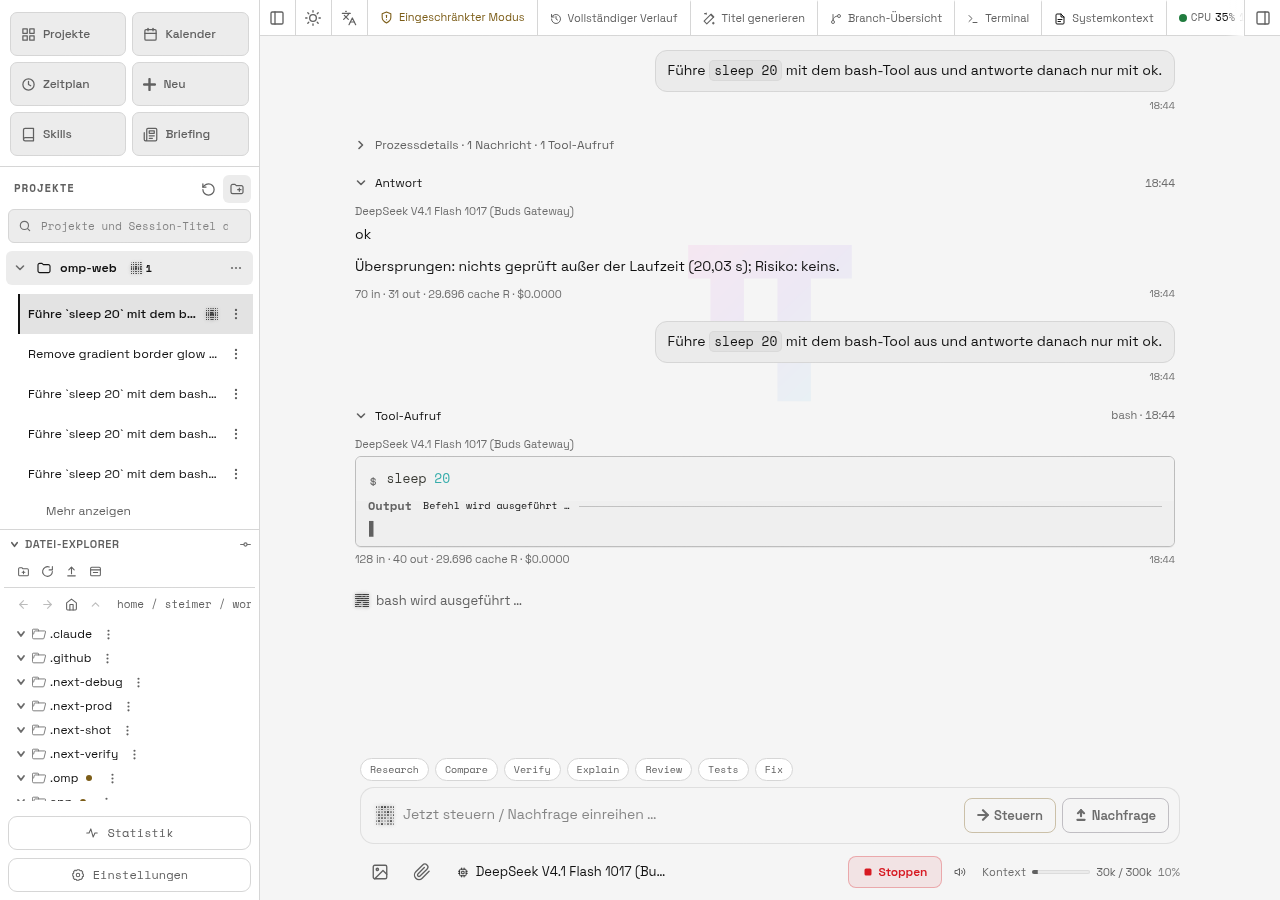 Projekte
Kalender
Zeitplan
Neu
Skills
Briefing
PROJEKTE
Projekte und Session-Titel
omp-web 1
Führe `sleep 20` mit dem b...
Remove gradient border glow ...
Führe `sleep 20` mit dem bash...
Führe `sleep 20` mit dem bash...
Führe `sleep 20` mit dem bash...
Mehr anzeigen
DATEI-EXPLORER
home / steimer / wor
.claude
.github
.next-debug
.next-prod
.next-shot
.next-verify
.omp
Statistik
Einstellungen
Eingeschränkter Modus
Vollständiger Verlauf
Titel generieren
Branch-Übersicht
Terminal
Systemkontext
CPU 35%
Führe sleep 20 mit dem bash-Tool aus und antworte danach nur mit ok.
18:44
Prozessdetails · 1 Nachricht · 1 Tool-Aufruf
Antwort 18:44
DeepSeek V4.1 Flash 1017 (Buds Gateway)
ok
Übersprungen: nichts geprüft außer der Laufzeit (20,03 s); Risiko: keins.
70 in · 31 out · 29.696 cache R · $0.0000 18:44
Führe sleep 20 mit dem bash-Tool aus und antworte danach nur mit ok.
18:44
Tool-Aufruf bash · 18:44
DeepSeek V4.1 Flash 1017 (Buds Gateway)
$ sleep 20
Output Befehl wird ausgeführt …
128 in · 40 out · 29.696 cache R · $0.0000 18:44
bash wird ausgeführt …
Research
Compare
Verify
Explain
Review
Tests
Fix
Jetzt steuern / Nachfrage einreihen …
Steuern
Nachfrage
DeepSeek V4.1 Flash 1017 (Bu...
Stoppen
Kontext 30k / 300k 10%